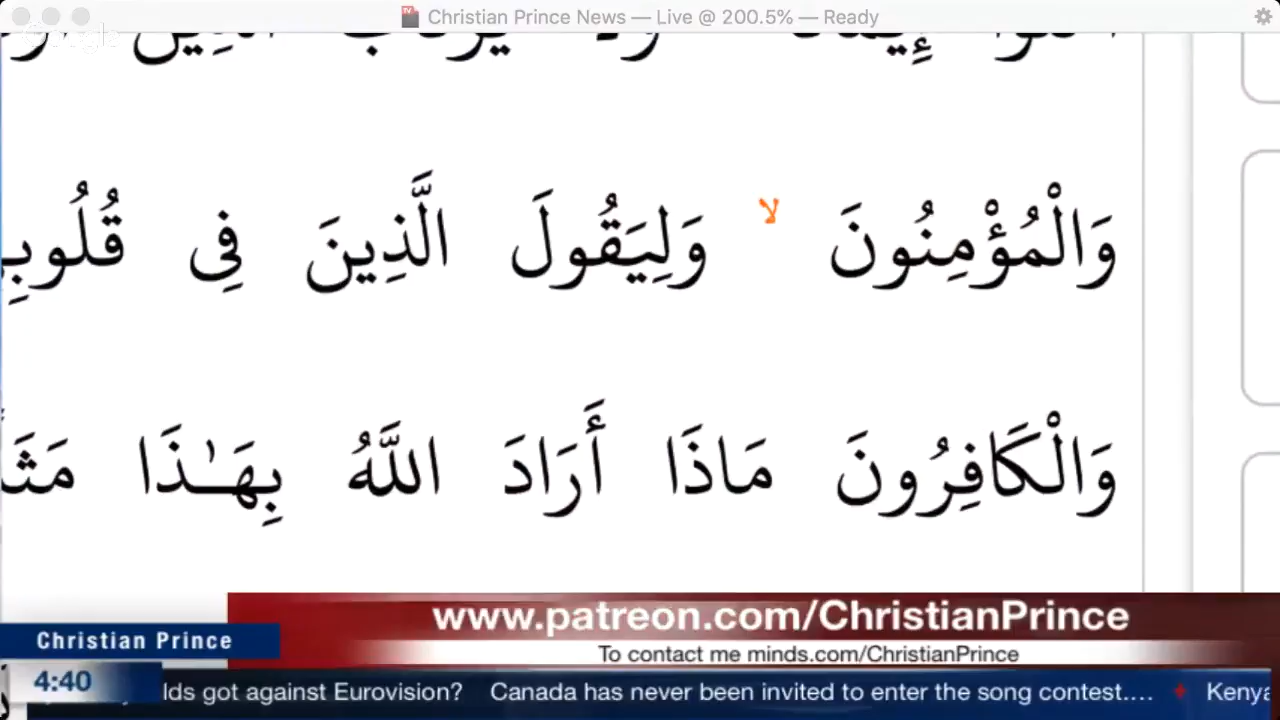 Christian Prince News — Live @ 200.5% — Ready
Google
وَالْمُؤْمِنُونَ ۙ وَلِيَقُولَ الَّذِينَ فِى
وَالْكَافِرُونَ مَاذَا أَرَادَ اللَّهُ بِهَـٰذَا
www.patreon.com/ChristianPrince
Christian Prince
To contact me minds.com/ChristianPrince
4:40
got against Eurovision? Canada has never been invited to enter the song contest....